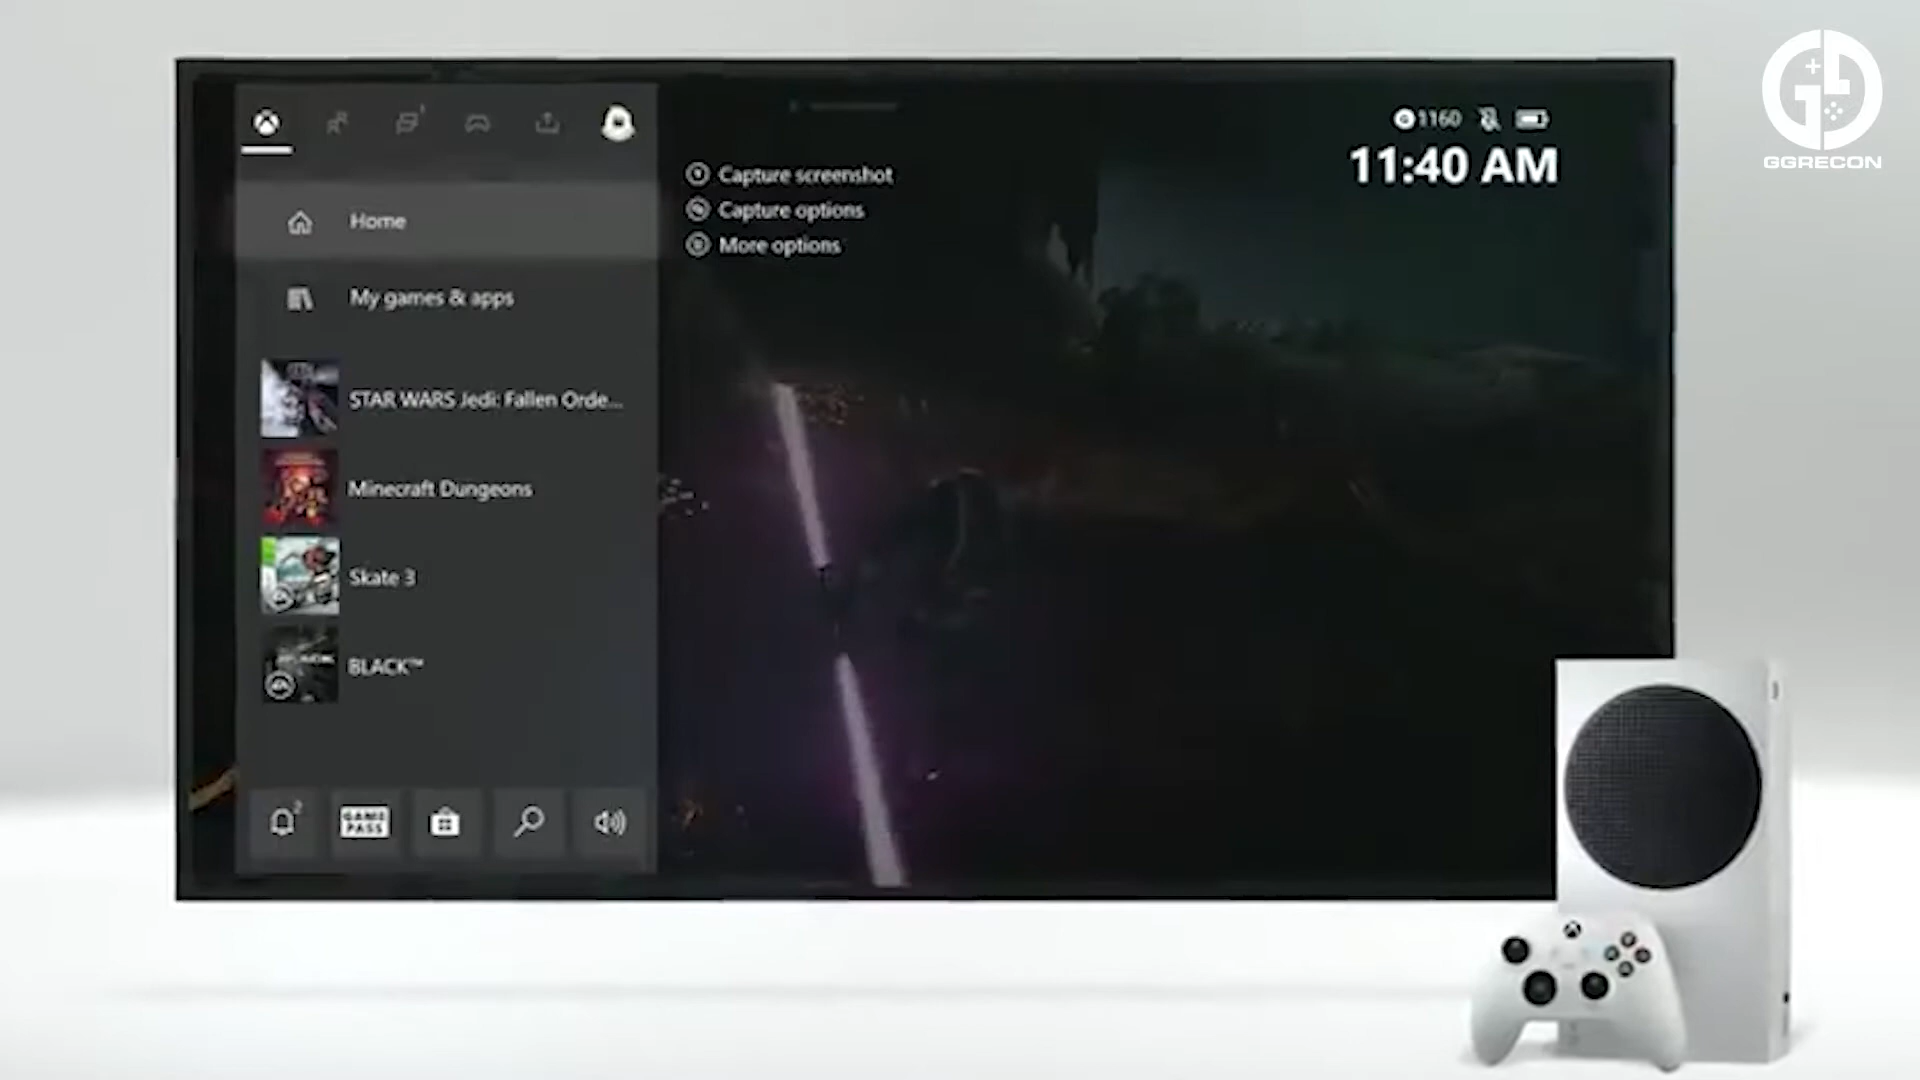 1160
11:40 AM
GGRECON
Capture screenshot
Capture options
More options
Home
My games & apps
STAR WARS Jedi: Fallen Orde...
Minecraft Dungeons
Skate 3
BLACK™
2
GAME
PASS